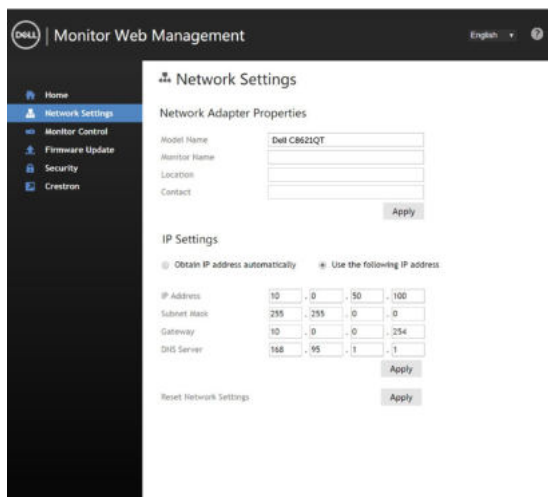 DELL | Monitor Web Management
English
?
Home
Network Settings
Monitor Control
Firmware Update
Security
Crestron
Network Settings
Network Adapter Properties
Model Name Dell C8621QT
Monitor Name
Location
Contact
Apply
IP Settings
Obtain IP address automatically Use the following IP address
IP Address 10 . 0 . 50 . 100
Subnet Mask 255 . 255 . 0 . 0
Gateway 10 . 0 . 0 . 254
DNS Server 168 . 95 . 1 . 1
Apply
Reset Network Settings Apply